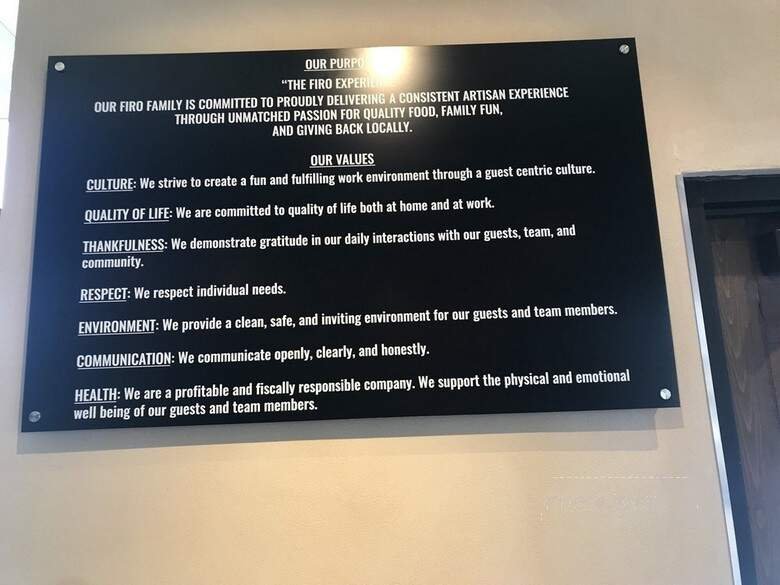 OUR PURPO
"THE FIRO EXPERIENCE"
OUR FIRO FAMILY IS COMMITTED TO PROUDLY DELIVERING A CONSISTENT ARTISAN EXPERIENCE
THROUGH UNMATCHED PASSION FOR QUALITY FOOD, FAMILY FUN,
AND GIVING BACK LOCALLY.
OUR VALUES
CULTURE: We strive to create a fun and fulfilling work environment through a guest centric culture.
QUALITY OF LIFE: We are committed to quality of life both at home and at work.
THANKFULNESS: We demonstrate gratitude in our daily interactions with our guests, team, and
community.
RESPECT: We respect individual needs.
ENVIRONMENT: We provide a clean, safe, and inviting environment for our guests and team members.
COMMUNICATION: We communicate openly, clearly, and honestly.
HEALTH: We are a profitable and fiscally responsible company. We support the physical and emotional
well being of our guests and team members.